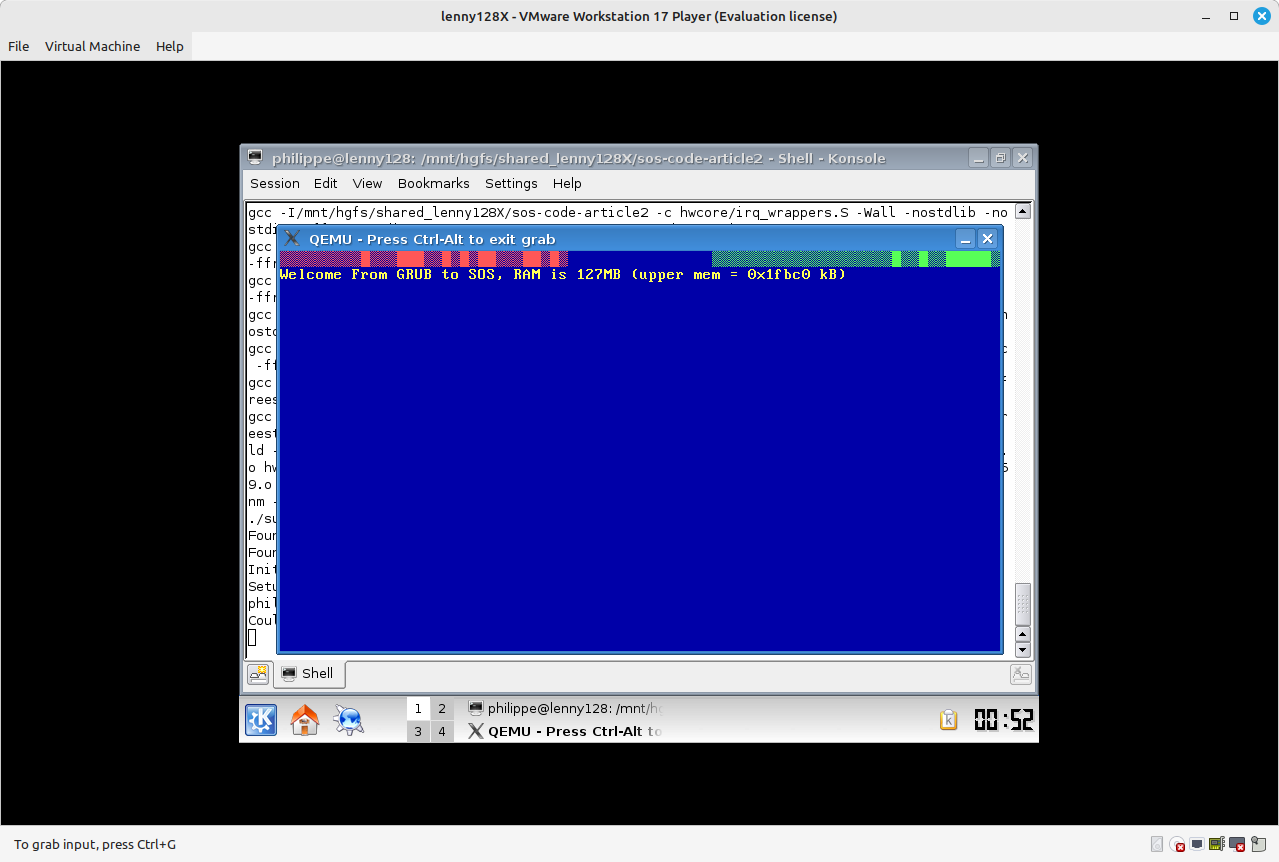 lenny128X - VMware Workstation 17 Player (Evaluation license)
File Virtual Machine Help
philippe@lenny128: /mnt/hgfs/shared_lenny128X/sos-code-article2 - Shell - Konsole
Session Edit View Bookmarks Settings Help
gcc -I/mnt/hgfs/shared_lenny128X/sos-code-article2 -c hwcore/irq_wrappers.S -Wall -nostdlib -no
QEMU - Press Ctrl-Alt to exit grab
Welcome From GRUB to SOS, RAM is 127MB (upper mem = 0x1fbc0 kB)
stdi
gcc
-ffr
gcc
-ffr
gcc
osto
gcc
-ff
gcc
rees
gcc
eest
ld -
o hw
9.o
nm -
./su
Foun
Foun
Init
Setu
phil
Coul
Shell
1 2 philippe@lenny128: /mnt/hg
3 4 QEMU - Press Ctrl-Alt to
00:52
To grab input, press Ctrl+G